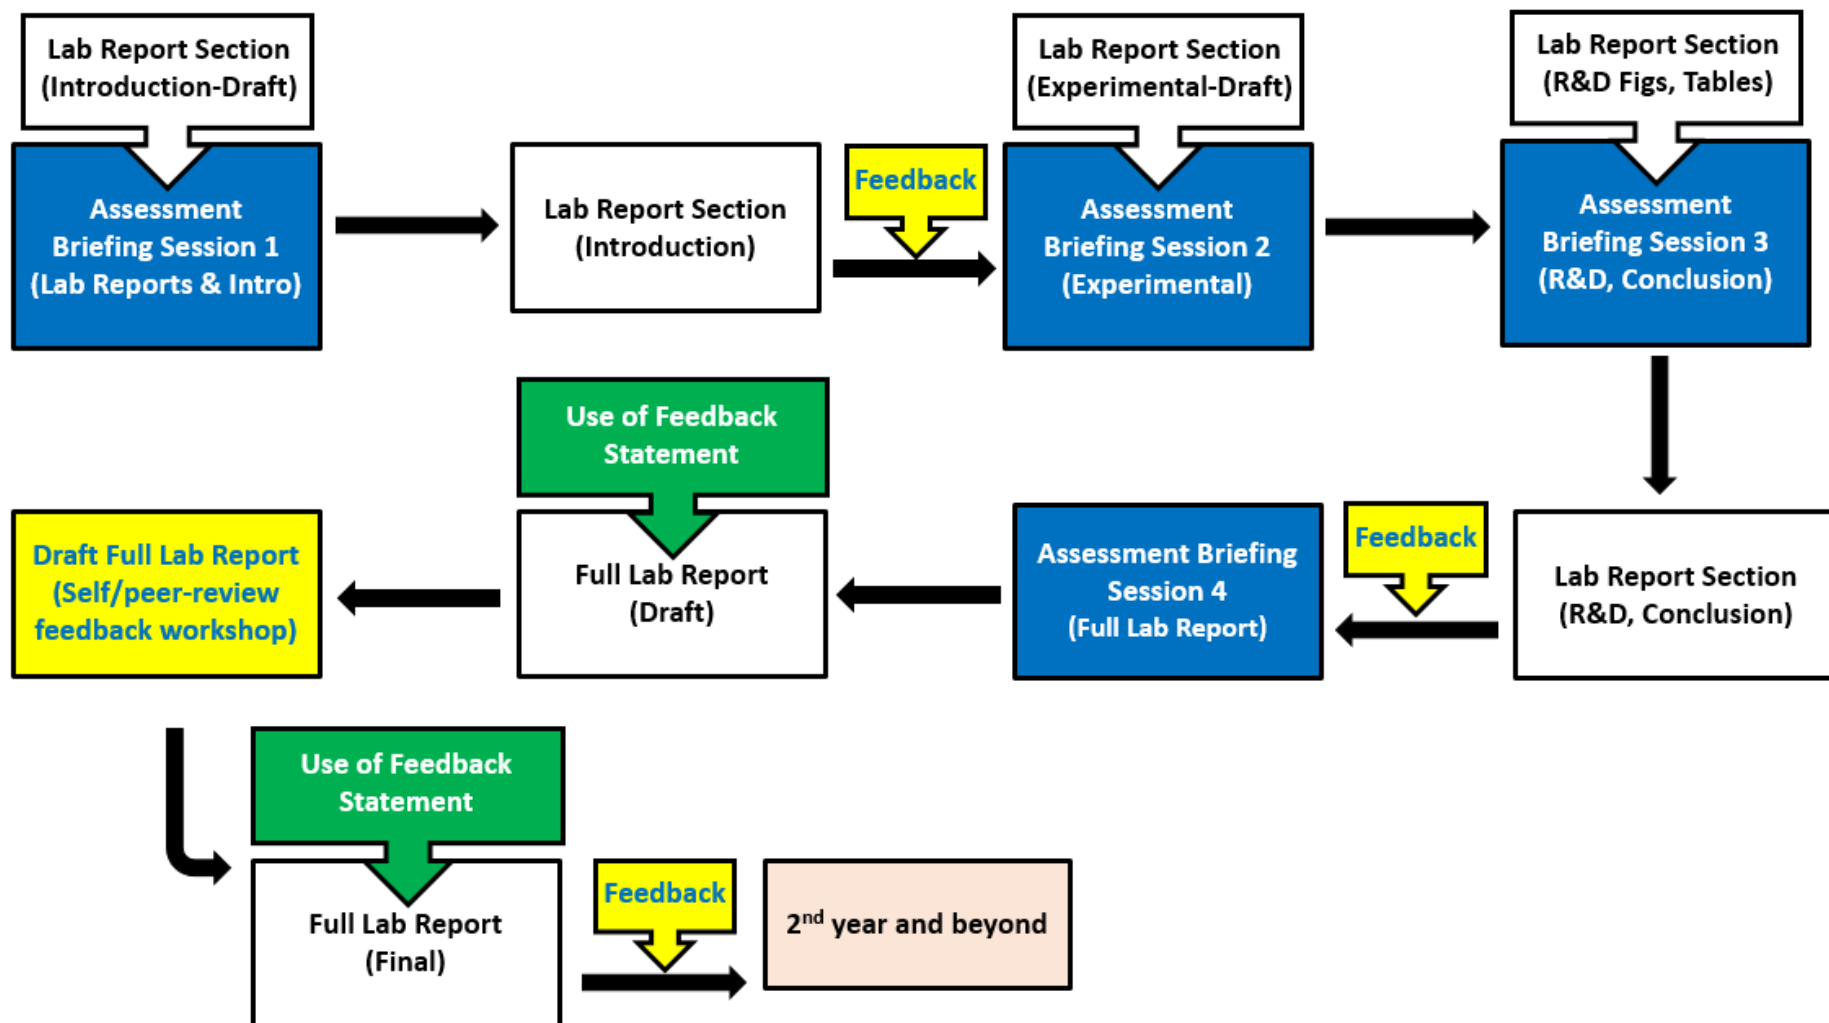 Lab Report Section
(Introduction-Draft)
Assessment
Briefing Session 1
(Lab Reports & Intro)
Lab Report Section
(Introduction)
Feedback
Lab Report Section
(Experimental-Draft)
Assessment
Briefing Session 2
(Experimental)
Lab Report Section
(R&D Figs, Tables)
Assessment
Briefing Session 3
(R&D, Conclusion)
Lab Report Section
(R&D, Conclusion)
Feedback
Assessment Briefing
Session 4
(Full Lab Report)
Use of Feedback
Statement
Full Lab Report
(Draft)
Draft Full Lab Report
(Self/peer-review
feedback workshop)
Use of Feedback
Statement
Full Lab Report
(Final)
Feedback
2nd year and beyond